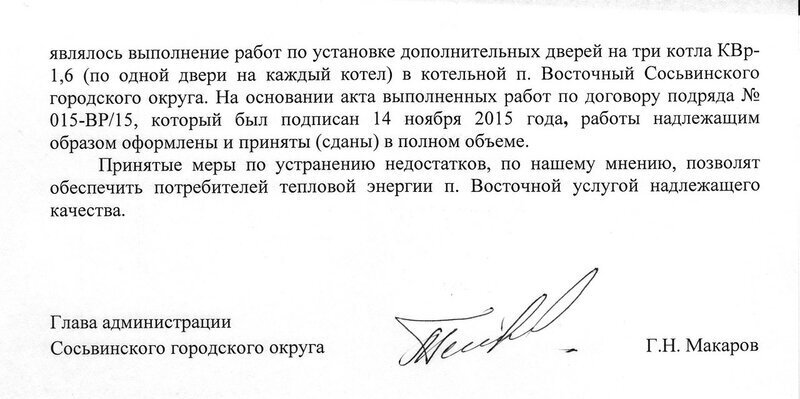 являлось выполнение работ по установке дополнительных дверей на три котла КВр-
1,6 (по одной двери на каждый котел) в котельной п. Восточный Сосьвинского
городского округа. На основании акта выполненных работ по договору подряда №
015-ВР/15, который был подписан 14 ноября 2015 года, работы надлежащим
образом оформлены и приняты (сданы) в полном объеме.
Принятые меры по устранению недостатков, по нашему мнению, позволят
обеспечить потребителей тепловой энергии п. Восточной услугой надлежащего
качества.
Глава администрации
Сосьвинского городского округа
Г.Н. Макаров